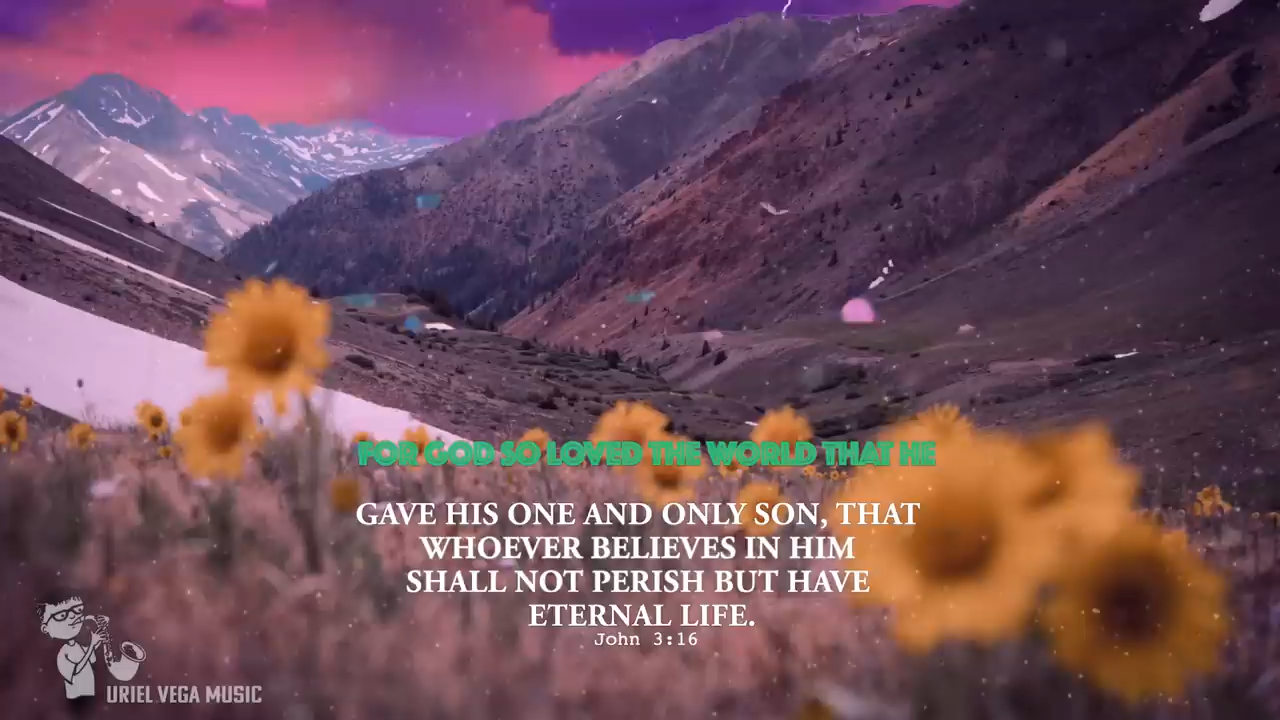 FOR GOD SO LOVED THE WORLD THAT HE
GAVE HIS ONE AND ONLY SON, THAT
WHOEVER BELIEVES IN HIM
SHALL NOT PERISH BUT HAVE
ETERNAL LIFE.
John 3:16
URIEL VEGA MUSIC